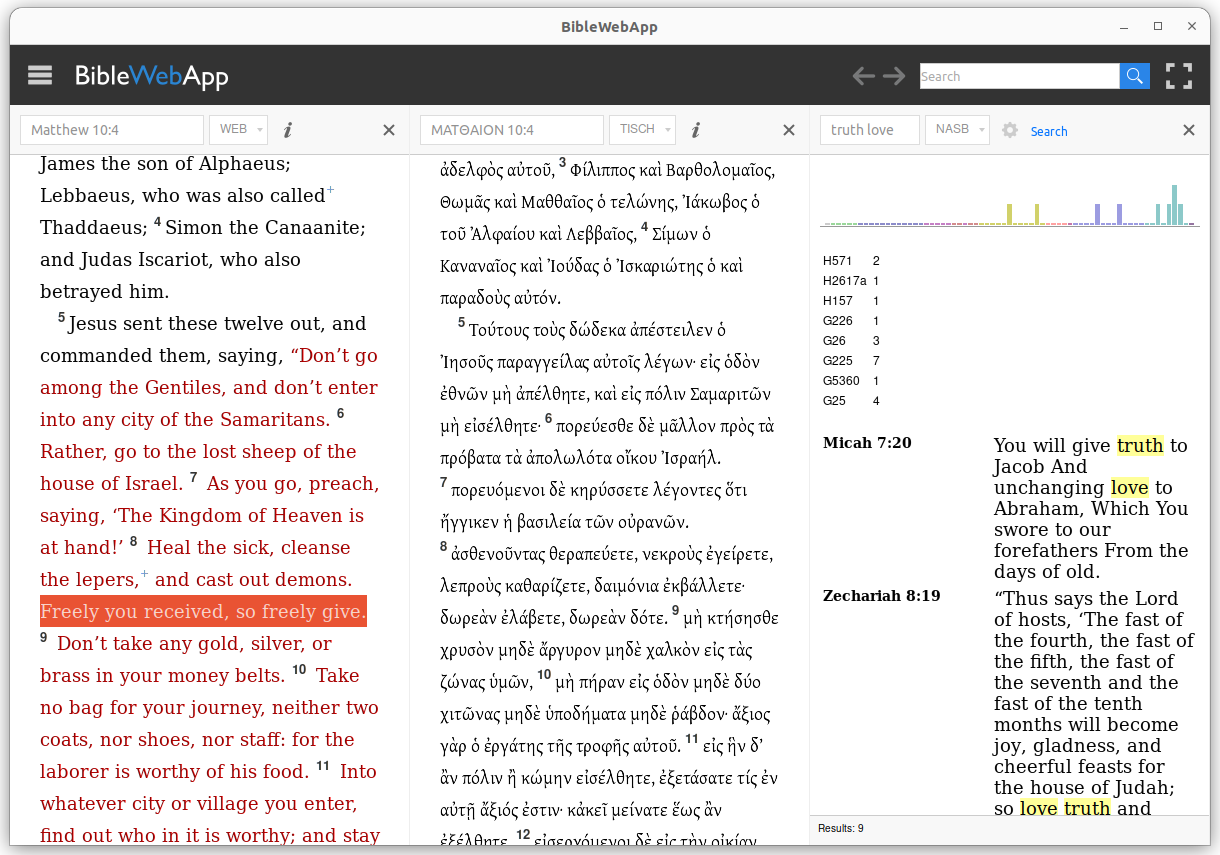 BibleWebApp
BibleWebApp
Search
Matthew 10:4
WEB
i
James the son of Alphaeus;
Lebbaeus, who was also called+
Thaddaeus; 4 Simon the Canaanite;
and Judas Iscariot, who also
betrayed him.
5 Jesus sent these twelve out, and
commanded them, saying, “Don’t go
among the Gentiles, and don’t enter
into any city of the Samaritans. 6
Rather, go to the lost sheep of the
house of Israel. 7 As you go, preach,
saying, ‘The Kingdom of Heaven is
at hand!’ 8 Heal the sick, cleanse
the lepers,+ and cast out demons.
Freely you received, so freely give.
9 Don’t take any gold, silver, or
brass in your money belts. 10 Take
no bag for your journey, neither two
coats, nor shoes, nor staff: for the
laborer is worthy of his food. 11 Into
whatever city or village you enter,
find out who in it is worthy; and stay
ΜΑΤΘΑΙΟΝ 10:4
TISCH
i
ἀδελφὸς αὐτοῦ, 3 Φίλιππος καὶ Βαρθολομαῖος,
Θωμᾶς καὶ Μαθθαῖος ὁ τελώνης, Ἰάκωβος ὁ
τοῦ Ἁλφαίου καὶ Λεββαῖος, 4 Σίμων ὁ
Καναναῖος καὶ Ἰούδας ὁ Ἰσκαριώτης ὁ καὶ
παραδοὺς αὐτόν.
5 Τούτους τοὺς δώδεκα ἀπέστειλεν ὁ
Ἰησοῦς παραγγείλας αὐτοῖς λέγων· εἰς ὁδὸν
ἐθνῶν μὴ ἀπέλθητε, καὶ εἰς πόλιν Σαμαριτῶν
μὴ εἰσέλθητε· 6 πορεύεσθε δὲ μᾶλλον πρὸς τὰ
πρόβατα τὰ ἀπολωλότα οἴκου Ἰσραήλ.
7 πορευόμενοι δὲ κηρύσσετε λέγοντες ὅτι
ἤγγικεν ἡ βασιλεία τῶν οὐρανῶν.
8 ἀσθενοῦντας θεραπεύετε, νεκροὺς ἐγείρετε,
λεπροὺς καθαρίζετε, δαιμόνια ἐκβάλλετε·
δωρεὰν ἐλάβετε, δωρεὰν δότε. 9 μὴ κτήσησθε
χρυσὸν μηδὲ ἄργυρον μηδὲ χαλκὸν εἰς τὰς
ζώνας ὑμῶν, 10 μὴ πήραν εἰς ὁδὸν μηδὲ δύο
χιτῶνας μηδὲ ὑποδήματα μηδὲ ῥάβδον· ἄξιος
γὰρ ὁ ἐργάτης τῆς τροφῆς αὐτοῦ. 11 εἰς ἣν δ’
ἂν πόλιν ἢ κώμην εἰσέλθητε, ἐξετάσατε τίς ἐν
αὐτῇ ἄξιός ἐστιν· κἀκεῖ μείνατε ἕως ἂν
ἐξέλθητε. 12 εἰσερχόμενοι δὲ εἰς τὴν οἰκίαν
truth love
NASB
Search
H571 2
H2617a 1
H157 1
G226 1
G26 3
G225 7
G5360 1
G25 4
Micah 7:20
You will give truth to
Jacob And
unchanging love to
Abraham, Which You
swore to our
forefathers From the
days of old.
Zechariah 8:19
“Thus says the Lord
of hosts, ‘The fast of
the fourth, the fast of
the fifth, the fast of
the seventh and the
fast of the tenth
months will become
joy, gladness, and
cheerful feasts for
the house of Judah;
so love truth and
Results: 9